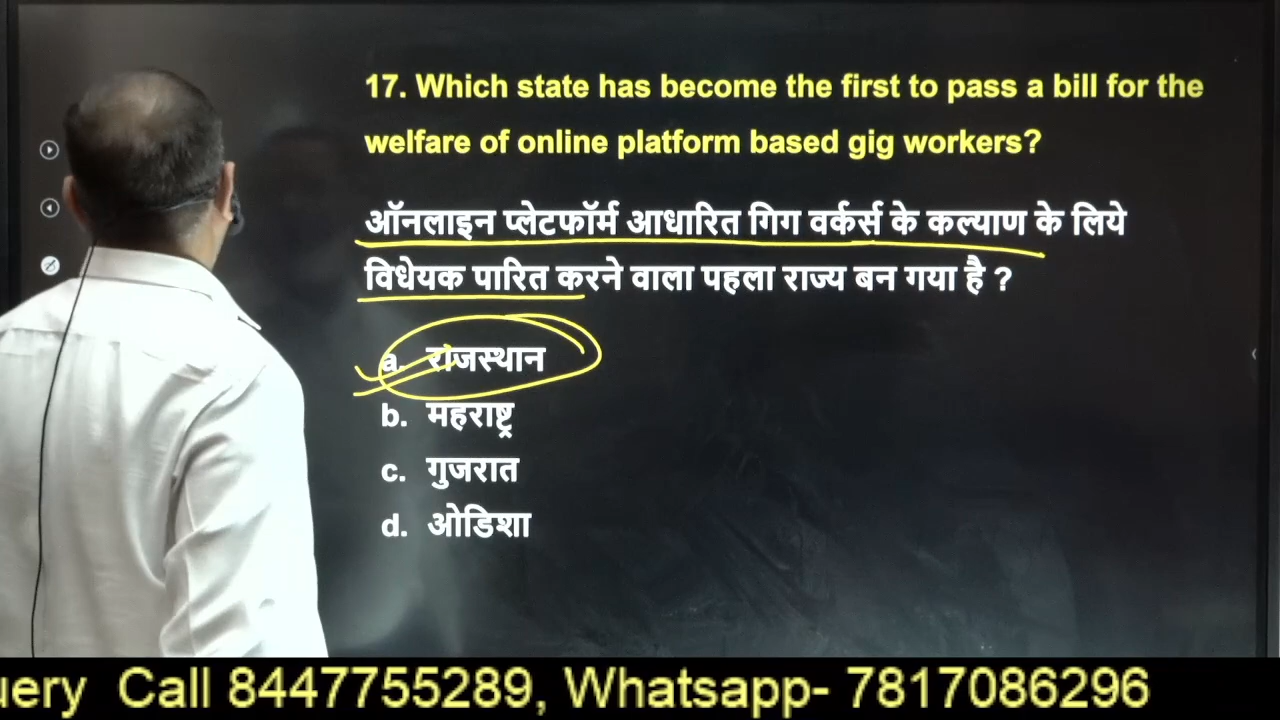 17. Which state has become the first to pass a bill for the
welfare of online platform based gig workers?
ऑनलाइन प्लेटफॉर्म आधारित गिग वर्कर्स के कल्याण के लिये
विधेयक पारित करने वाला पहला राज्य बन गया है ?
a. राजस्थान
b. महराष्ट्र
c. गुजरात
d. ओडिशा
Call 8447755289, Whatsapp- 7817086296